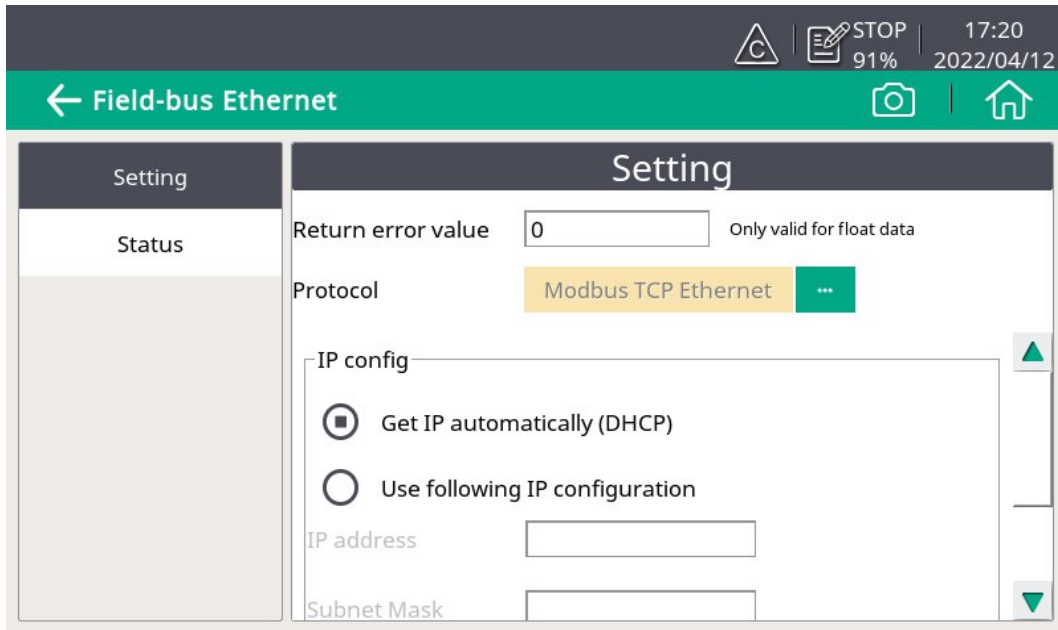 C
STOP
91%
17:20
2022/04/12
Field-bus Ethernet
Setting
Status
Setting
Return error value
0
Only valid for float data
Protocol
Modbus TCP Ethernet
...
IP config
Get IP automatically (DHCP)
Use following IP configuration
IP address
Subnet Mask